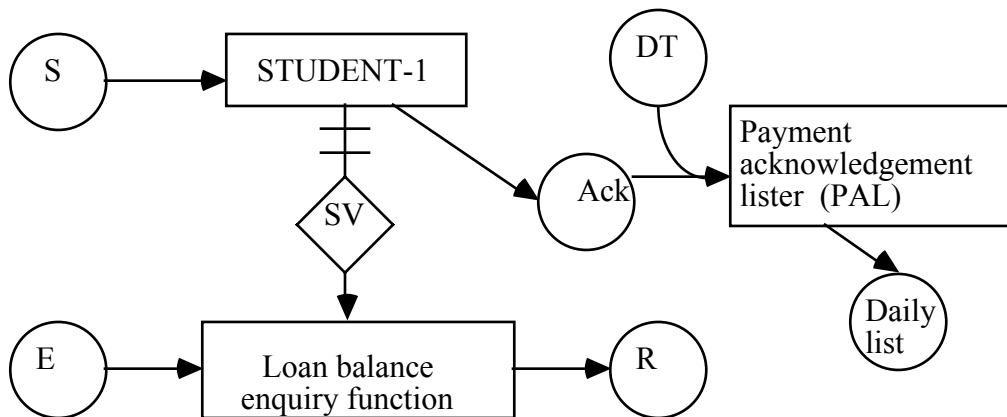 S
STUDENT-1
DT
Payment
acknowledgement
lister (PAL)
Ack
SV
Daily
list
E
Loan balance
enquiry function
R